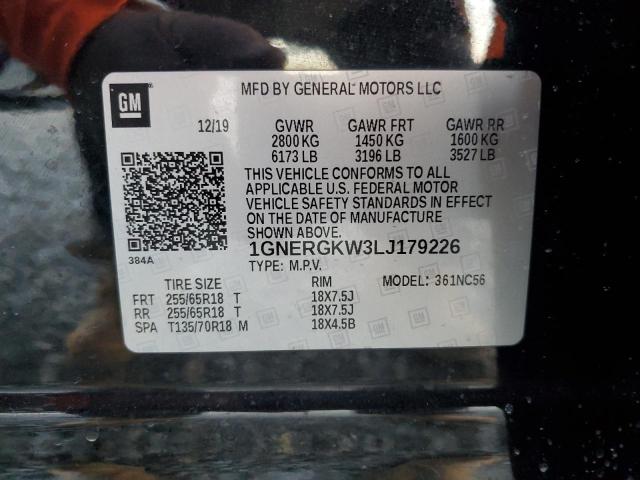 GM
MFD BY GENERAL MOTORS LLC
12/19 GVWR GAWR FRT GAWR RR
2800 KG 1450 KG 1600 KG
6173 LB 3196 LB 3527 LB
THIS VEHICLE CONFORMS TO ALL
APPLICABLE U.S. FEDERAL MOTOR
VEHICLE SAFETY STANDARDS IN EFFECT
ON THE DATE OF MANUFACTURE
SHOWN ABOVE.
384A
1GNERGKW3LJ179226
TYPE: M.P.V.
TIRE SIZE RIM MODEL: 361NC56
FRT 255/65R18 T 18X7.5J
RR 255/65R18 T 18X7.5J
SPA T135/70R18 M 18X4.5B